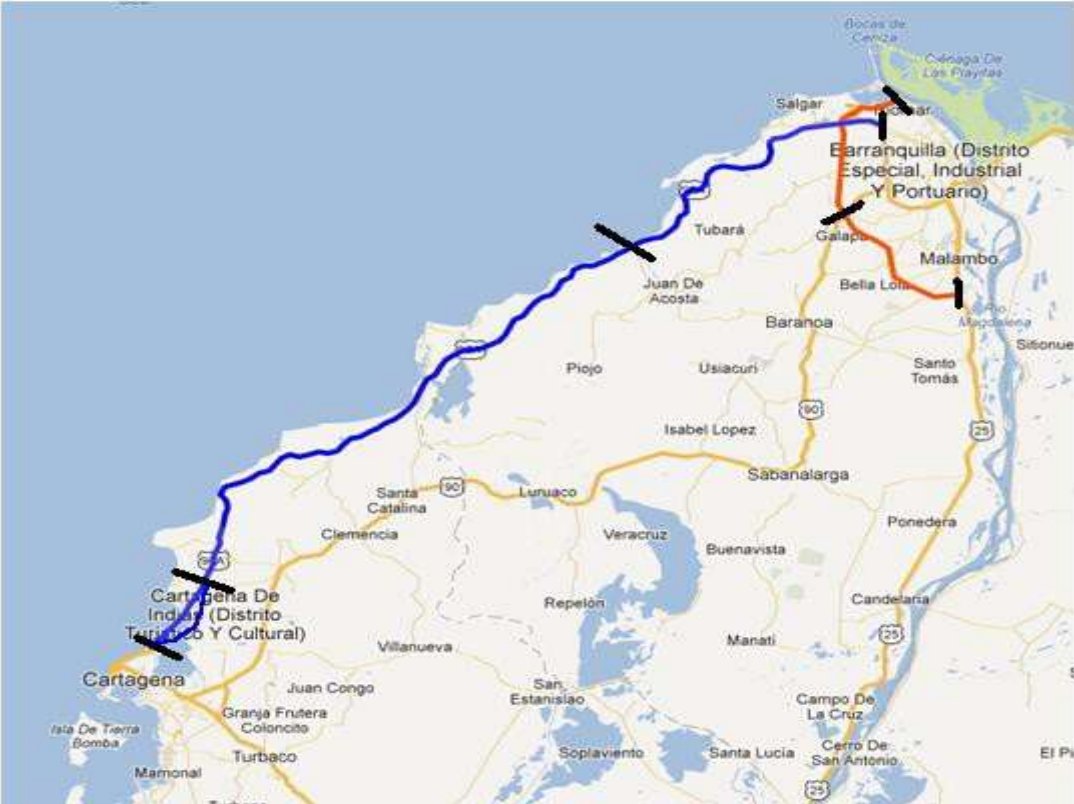 Bocas de
Ceniza
Ciénaga De
Las Playitas
Salgar
Barranquilla (Distrito
Especial, Industrial
Y Portuario)
Tubará
Galapa
Malambo
Juan De
Acosta
Bella
Río
Magdalena
Baranoa
Sitionue
Piojo
Usiacuri
Santo
Tomás
90
Isabel Lopez
25
Sabanalarga
90
Santa
Catalina
Luruaco
Ponedera
Clemencia
Veracruz
Buenavista
Cartagena De
Indias (Distrito
Turístico Y Cultural)
Repelón
Candelaria
25
Manatí
Villanueva
Cartagena
Juan Congo
San
Estanislao
Campo De
La Cruz
Granja Frutera
Coloncito
Isla De Tierra
Bomba
Turbaco
Soplaviento
Santa Lucía
Cerro De
San Antonio
El Pi
Mamonal
25